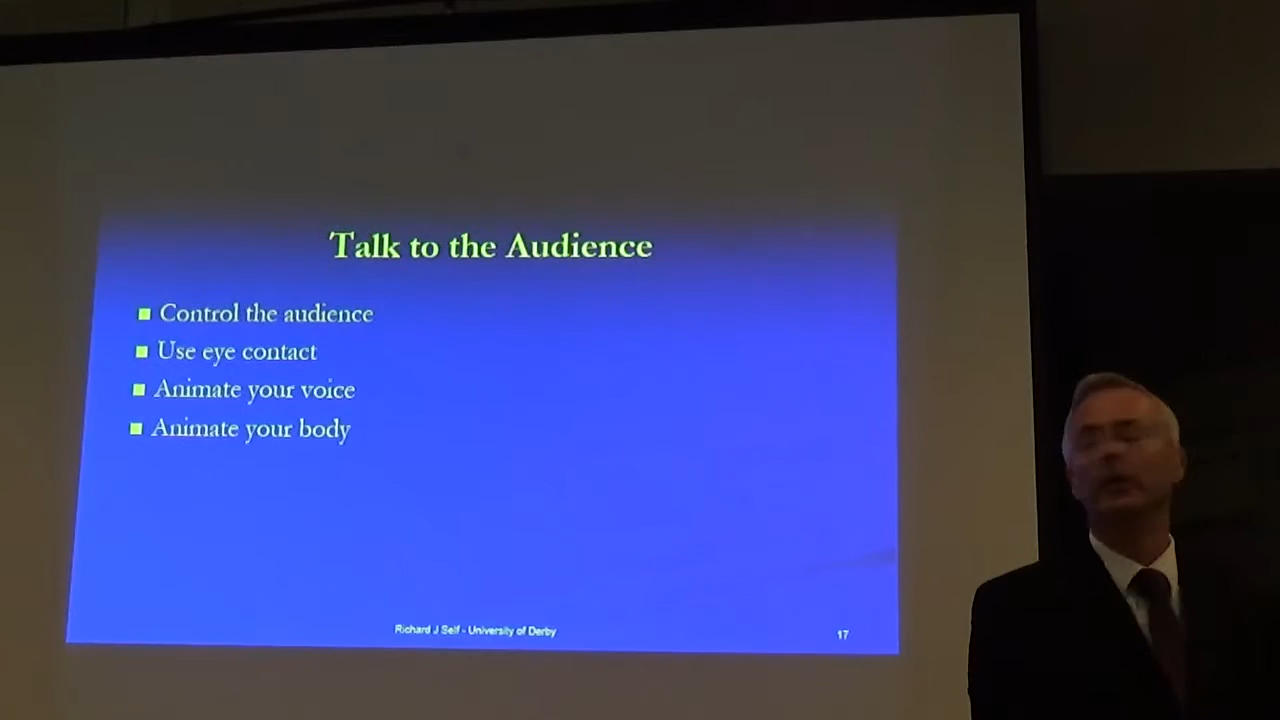 Talk to the Audience
Control the audience
Use eye contact
Animate your voice
Animate your body
Richard J Self - University of Derby
17